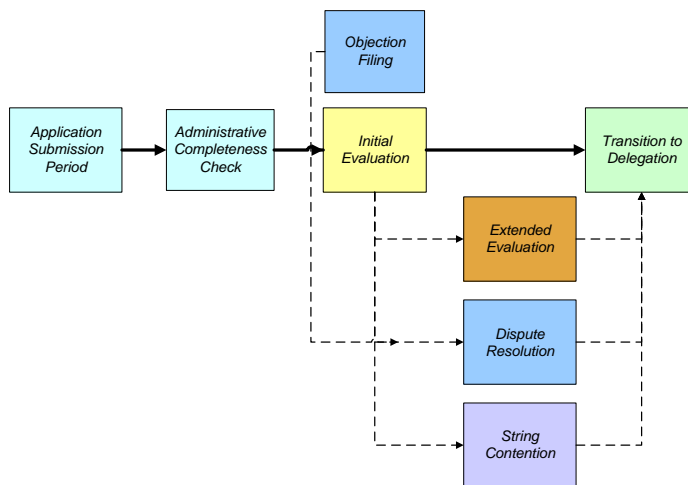 Objection
Filing
Application
Submission
Period
Administrative
Completeness
Check
Initial
Evaluation
Transition to
Delegation
Extended
Evaluation
Dispute
Resolution
String
Contention